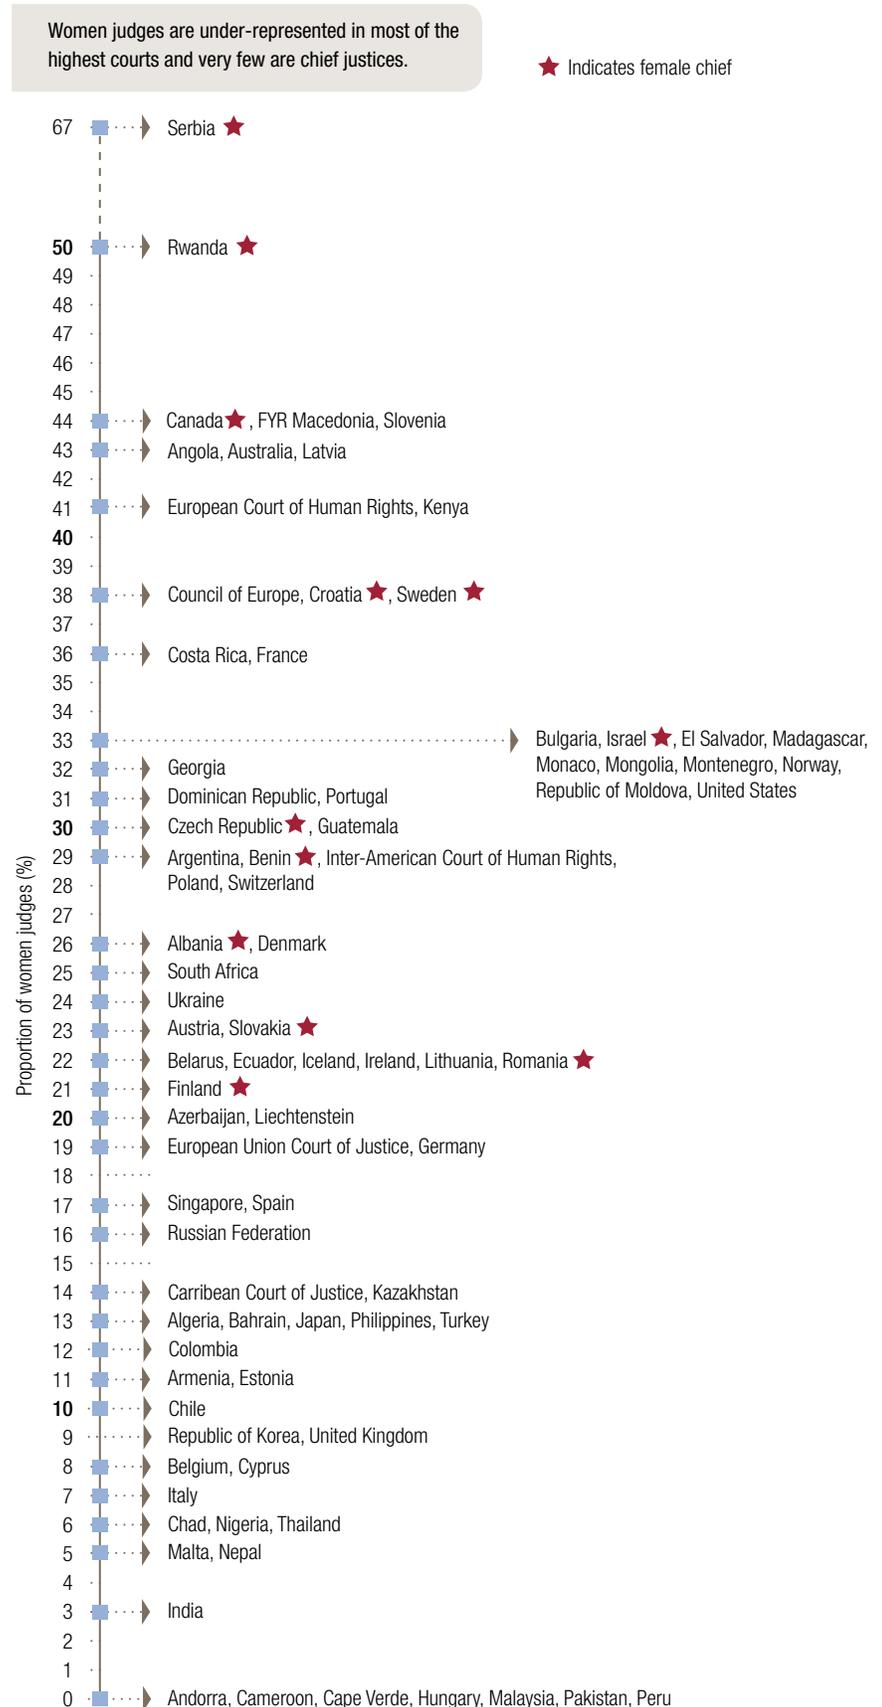 Women judges are under-represented in most of the
highest courts and very few are chief justices.
★ Indicates female chief
67 Serbia ★
50 Rwanda ★
49
48
47
46
45
44 Canada ★, FYR Macedonia, Slovenia
43 Angola, Australia, Latvia
42
41 European Court of Human Rights, Kenya
40
39
38 Council of Europe, Croatia ★, Sweden ★
37
36 Costa Rica, France
35
34
33 Bulgaria, Israel ★, El Salvador, Madagascar,
Monaco, Mongolia, Montenegro, Norway,
Republic of Moldova, United States
32 Georgia
31 Dominican Republic, Portugal
30 Czech Republic ★, Guatemala
29 Argentina, Benin ★, Inter-American Court of Human Rights,
Poland, Switzerland
28
27
26 Albania ★, Denmark
25 South Africa
24 Ukraine
23 Austria, Slovakia ★
22 Belarus, Ecuador, Iceland, Ireland, Lithuania, Romania ★
21 Finland ★
20 Azerbaijan, Liechtenstein
19 European Union Court of Justice, Germany
18
17 Singapore, Spain
16 Russian Federation
15
14 Carribean Court of Justice, Kazakhstan
13 Algeria, Bahrain, Japan, Philippines, Turkey
12 Colombia
11 Armenia, Estonia
10 Chile
9 Republic of Korea, United Kingdom
8 Belgium, Cyprus
7 Italy
6 Chad, Nigeria, Thailand
5 Malta, Nepal
4
3 India
2
1
0 Andorra, Cameroon, Cape Verde, Hungary, Malaysia, Pakistan, Peru
Proportion of women judges (%)